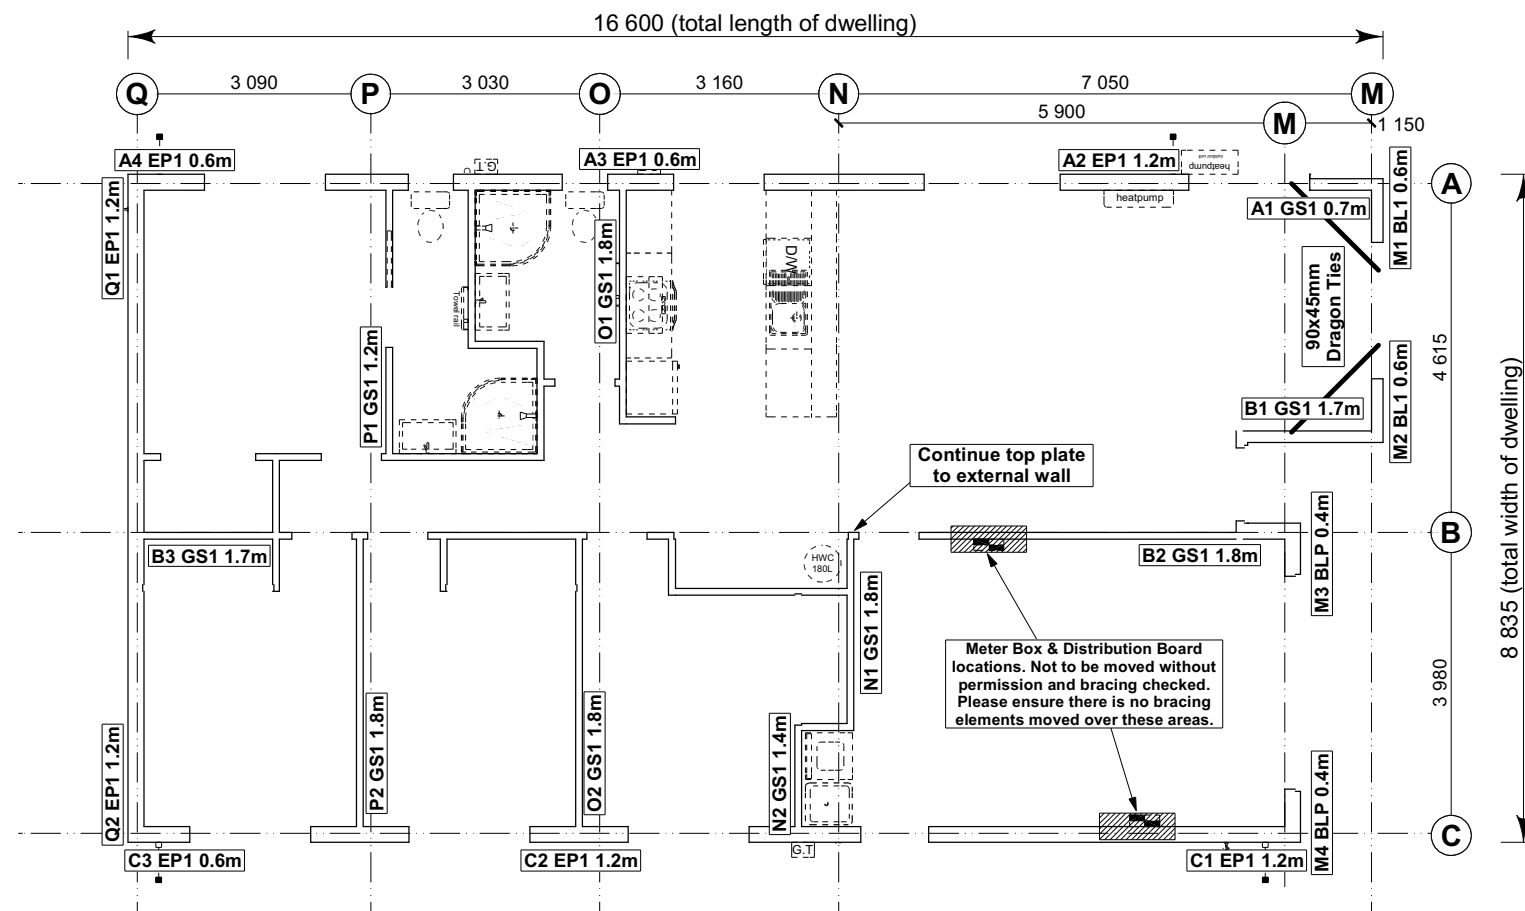 16 600 (total length of dwelling)
3 090
3 030
3 160
7 050
Q
P
O
N
M
5 900
M
1 150
A4 EP1 0.6m
G.T
A3 EP1 0.6m
A2 EP1 1.2m
heatpump
outdoor unit
heatpump
A
Q1 EP1 1.2m
A1 GS1 0.7m
M1 BL1 0.6m
O1 GS1 1.8m
D/W
Towel rail
90x45mm
Dragon Ties
4 615
P1 GS1 1.2m
M2 BL1 0.6m
B1 GS1 1.7m
8 835 (total width of dwelling)
Continue top plate
to external wall
B
B3 GS1 1.7m
HWC
180L
B2 GS1 1.8m
M3 BLP 0.4m
N1 GS1 1.8m
Meter Box & Distribution Board
locations. Not to be moved without
permission and bracing checked.
Please ensure there is no bracing
elements moved over these areas.
3 980
P2 GS1 1.8m
O2 GS1 1.8m
N2 GS1 1.4m
Q2 EP1 1.2m
M4 BLP 0.4m
C
C3 EP1 0.6m
C2 EP1 1.2m
G.T
C1 EP1 1.2m